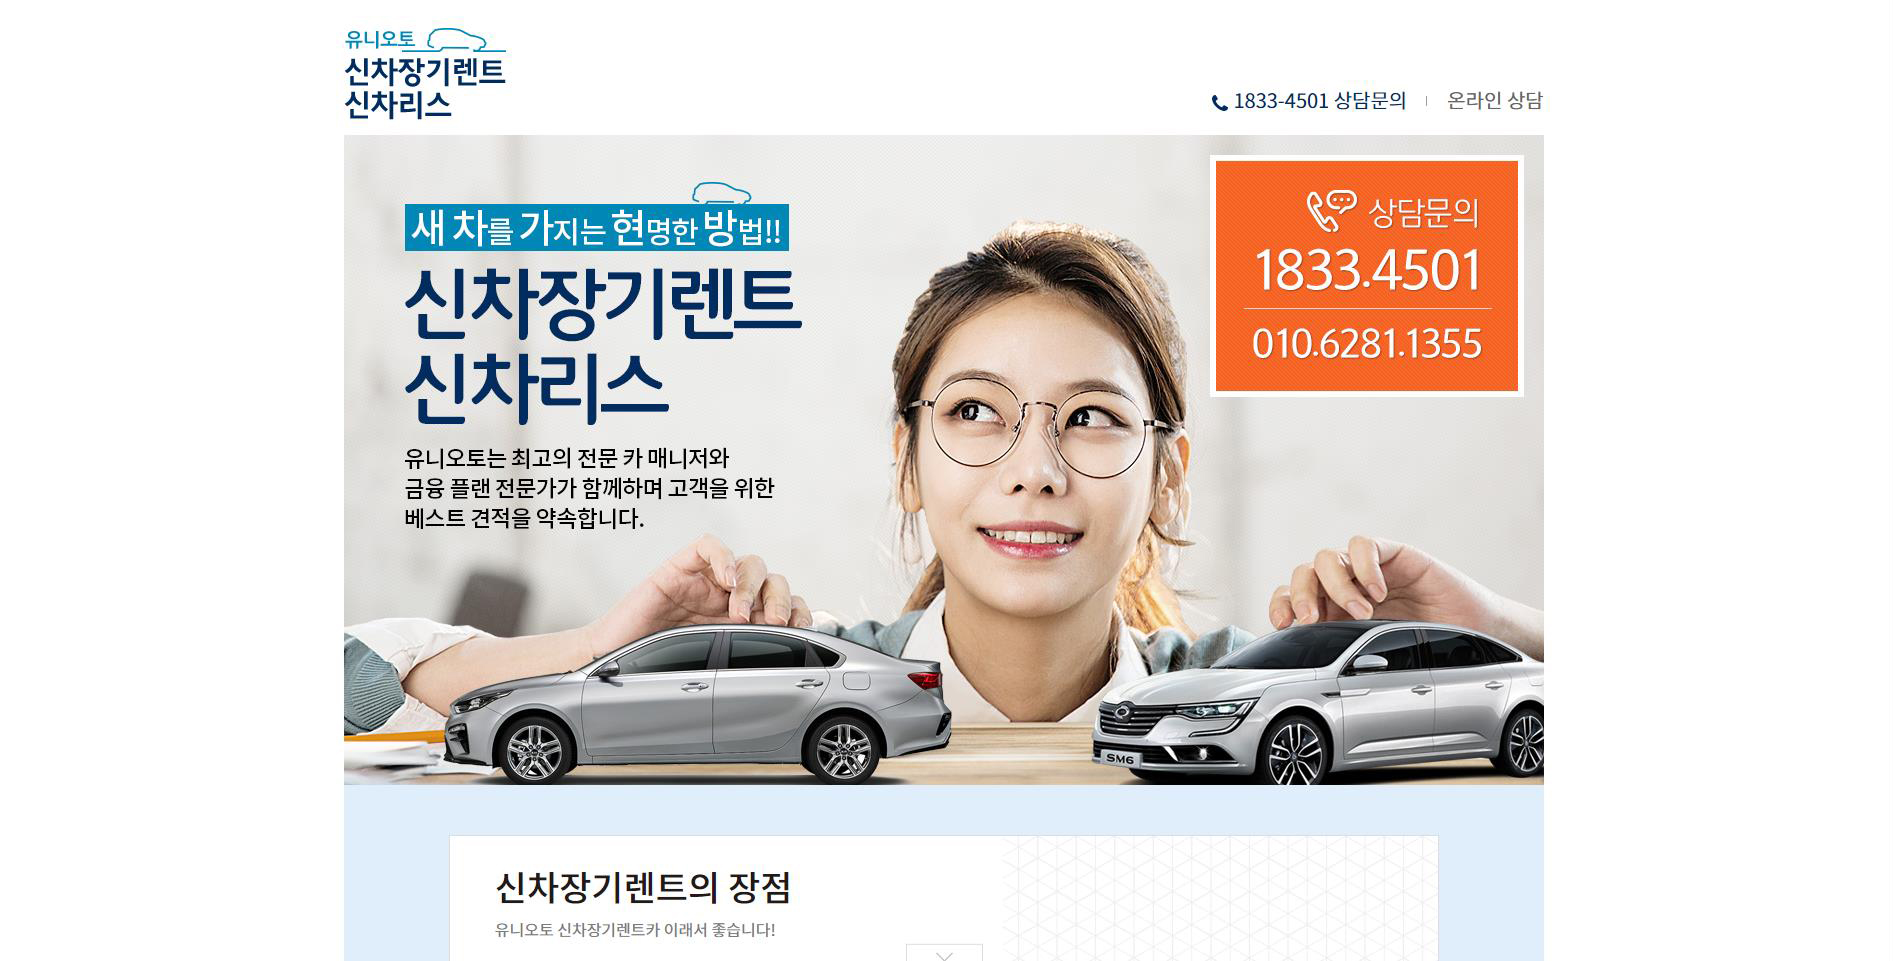 유니오토
신차장기렌트
신차리스
1833-4501 상담문의
온라인 상담
새 차를 가지는 현명한 방법!!
신차장기렌트
신차리스
유니오토는 최고의 전문 카 매니저와
금융 플랜 전문가가 함께하며 고객을 위한
베스트 견적을 약속합니다.
상담문의
1833.4501
010.6281.1355
SM6
신차장기렌트의 장점
유니오토 신차장기렌트카 이래서 좋습니다!